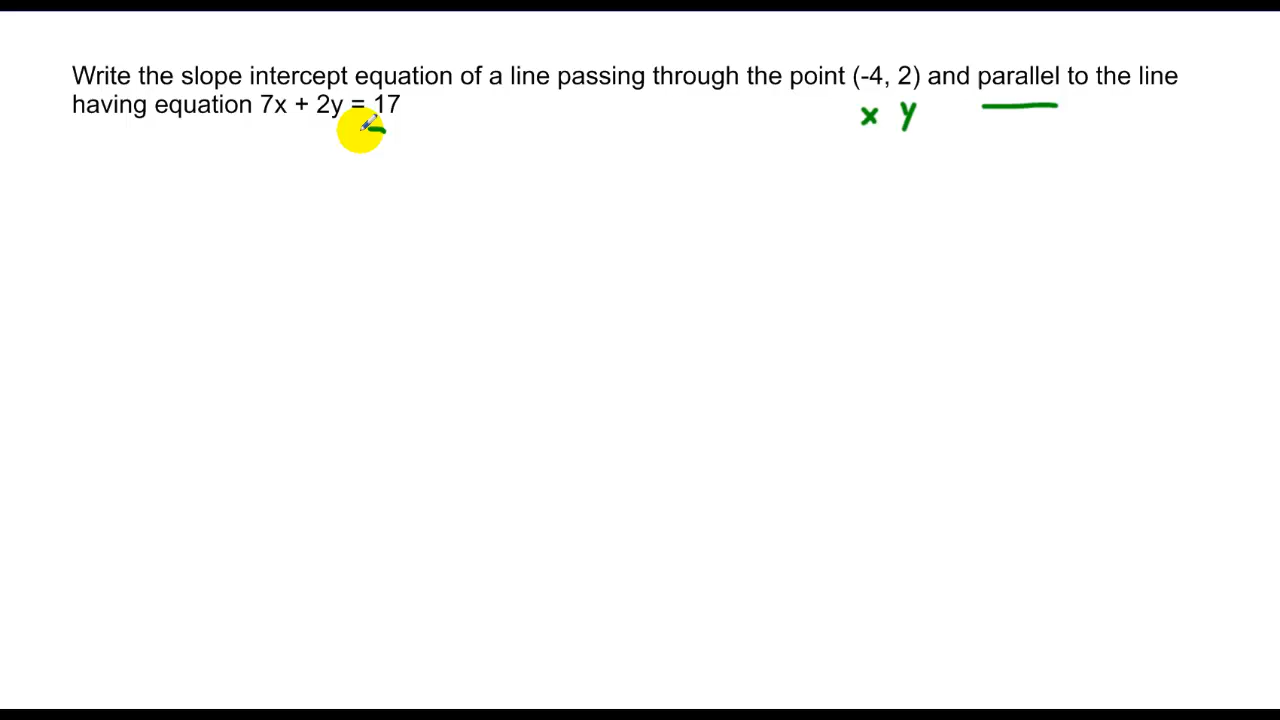 Write the slope intercept equation of a line passing through the point (-4, 2) and parallel to the line
having equation 7x + 2y = 17
x y